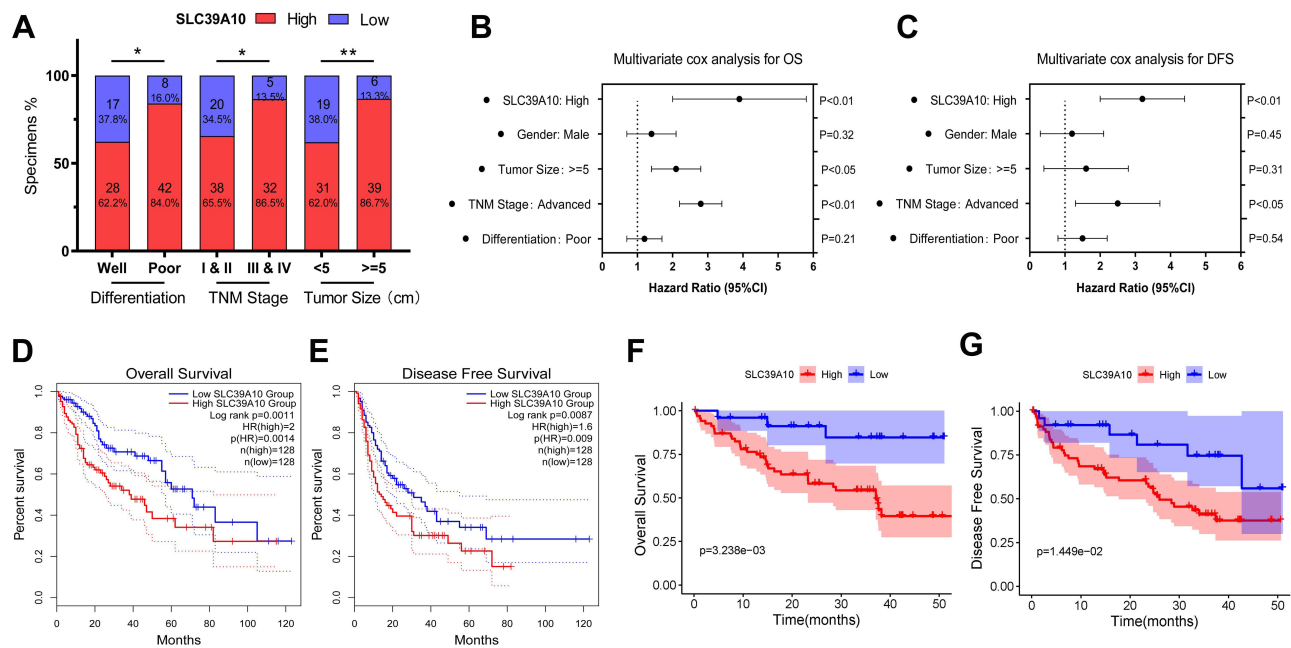 A
SLC39A10 High Low
* * **
Specimens %
100
50
0
17
37.8%
8
16.0%
20
34.5%
5
13.5%
19
38.0%
6
13.3%
28
62.2%
42
84.0%
38
65.5%
32
86.5%
31
62.0%
39
86.7%
Well Poor I & II III & IV <5 >=5
Differentiation TNM Stage Tumor Size (cm)
B
Multivariate cox analysis for OS
SLC39A10: High P<0.01
Gender: Male P=0.32
Tumor Size: >=5 P<0.05
TNM Stage: Advanced P<0.01
Differentiation: Poor P=0.21
0 1 2 3 4 5 6
Hazard Ratio (95%CI)
C
Multivariate cox analysis for DFS
SLC39A10: High P<0.01
Gender: Male P=0.45
Tumor Size: >=5 P=0.31
TNM Stage: Advanced P<0.05
Differentiation: Poor P=0.54
0 1 2 3 4 5 6
Hazard Ratio (95%CI)
D
Overall Survival
Low SLC39A10 Group
High SLC39A10 Group
Log rank p=0.0011
HR(high)=2
p(HR)=0.0014
n(high)=128
n(low)=128
Percent survival
1.0
0.8
0.6
0.4
0.2
0.0
0 20 40 60 80 100 120
Months
E
Disease Free Survival
Low SLC39A10 Group
High SLC39A10 Group
Log rank p=0.0087
HR(high)=1.6
p(HR)=0.009
n(high)=128
n(low)=128
Percent survival
1.0
0.8
0.6
0.4
0.2
0.0
0 20 40 60 80 100 120
Months
F
SLC39A10 High Low
Overall Survival
1.00
0.75
0.50
0.25
0.00
p=3.238e−03
0 10 20 30 40 50
Time(months)
G
SLC39A10 High Low
Disease Free Survival
1.00
0.75
0.50
0.25
0.00
p=1.449e−02
0 10 20 30 40 50
Time(months)